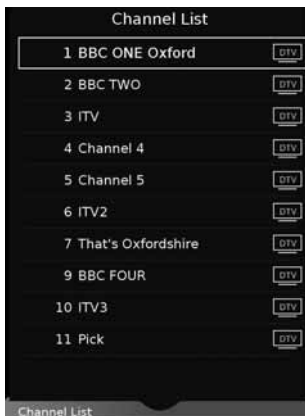 Channel List
1 BBC ONE Oxford DTV
2 BBC TWO DTV
3 ITV DTV
4 Channel 4 DTV
5 Channel 5 DTV
6 ITV2 DTV
7 That's Oxfordshire DTV
9 BBC FOUR DTV
10 ITV3 DTV
11 Pick DTV
Channel List